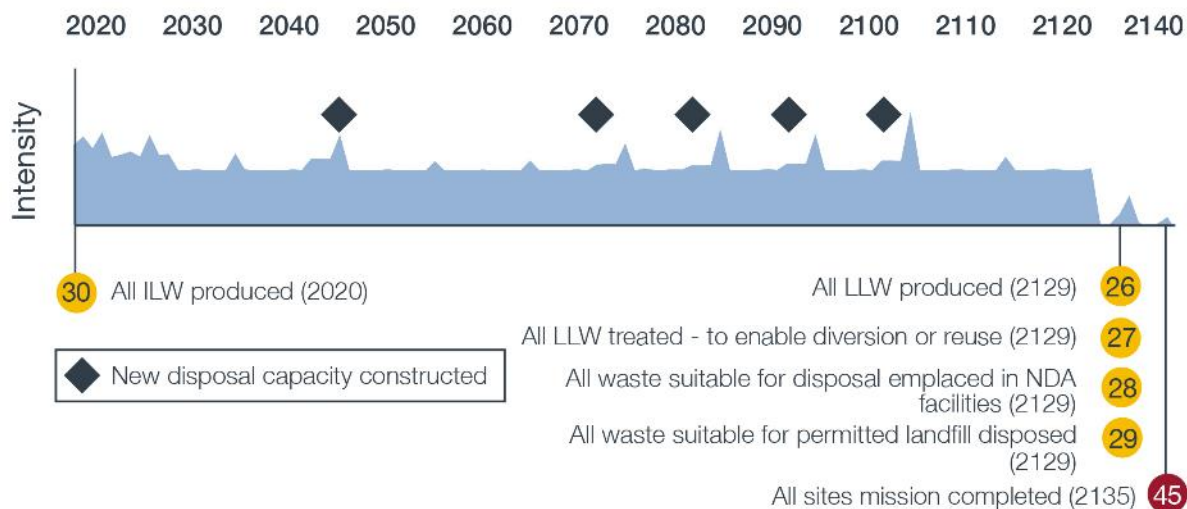 2020 2030 2040 2050 2070 2080 2090 2100 2110 2120 2140
Intensity
30 All ILW produced (2020)
All LLW produced (2129) 26
All LLW treated - to enable diversion or reuse (2129) 27
New disposal capacity constructed
All waste suitable for disposal emplaced in NDA
facilities (2129) 28
All waste suitable for permitted landfill disposed
(2129) 29
All sites mission completed (2135) 45